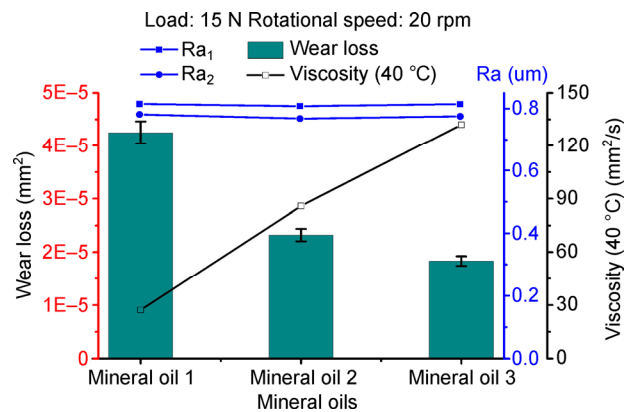 Load: 15 N Rotational speed: 20 rpm
Ra₁ Wear loss
Ra₂ Viscosity (40 °C)
Ra (um)
5E–5 0.8 150
4E–5 120
3E–5 0.6 90
2E–5 0.4 60
1E–5 0.2 30
0 0.0 0
Wear loss (mm²)
Viscosity (40 °C) (mm²/s)
Mineral oil 1 Mineral oil 2 Mineral oil 3
Mineral oils